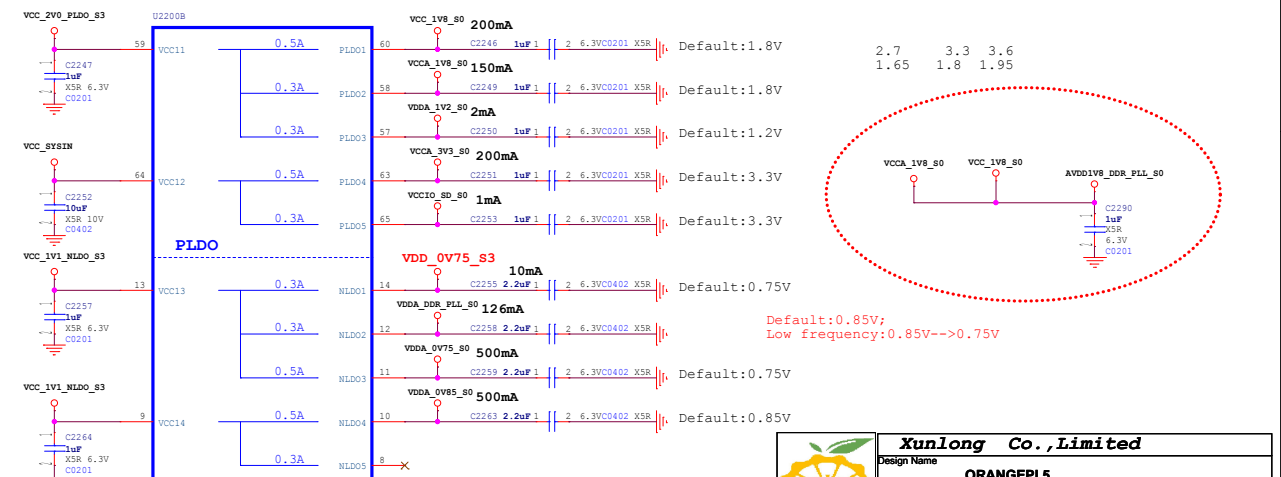 VCC_2V0_PLDO_S3
C2247
1uF
X5R 6.3V
C0201
VCC_SYSIN
C2252
10uF
X5R 10V
C0402
VCC_1V1_NLDO_S3
C2257
1uF
X5R 6.3V
C0201
VCC_1V1_NLDO_S3
C2264
1uF
X5R 6.3V
C0201
U2200B
59 VCC11 0.5A PLDO1 60
0.3A PLDO2 58
0.3A PLDO3 57
64 VCC12 0.5A PLDO4 63
0.3A PLDO5 65
PLDO
13 VCC13 0.3A NLDO1 14
0.3A NLDO2 12
0.5A NLDO3 11
9 VCC14 0.5A NLDO4 10
0.3A NLDO5 8
VCC_1V8_S0 200mA
C2246 1uF 1 2 6.3V C0201 X5R Default:1.8V
VCCA_1V8_S0 150mA
C2249 1uF 1 2 6.3V C0201 X5R Default:1.8V
VDDA_1V2_S0 2mA
C2250 1uF 1 2 6.3V C0201 X5R Default:1.2V
VCCA_3V3_S0 200mA
C2251 1uF 1 2 6.3V C0201 X5R Default:3.3V
VCCIO_SD_S0 1mA
C2253 1uF 1 2 6.3V C0201 X5R Default:3.3V
VDD_0V75_S3
10mA
C2255 2.2uF 1 2 6.3V C0402 X5R Default:0.75V
VDDA_DDR_PLL_S0 126mA
C2258 2.2uF 1 2 6.3V C0402 X5R
VDDA_0V75_S0 500mA
C2259 2.2uF 1 2 6.3V C0402 X5R Default:0.75V
VDDA_0V85_S0 500mA
C2263 2.2uF 1 2 6.3V C0402 X5R Default:0.85V
2.7 3.3 3.6
1.65 1.8 1.95
VCCA_1V8_S0 VCC_1V8_S0
AVDD1V8_DDR_PLL_S0
C2290
1uF
X5R
6.3V
C0201
Default:0.85V;
Low frequency:0.85V-->0.75V
Xunlong Co.,Limited
Design Name
ORANGEPI 5